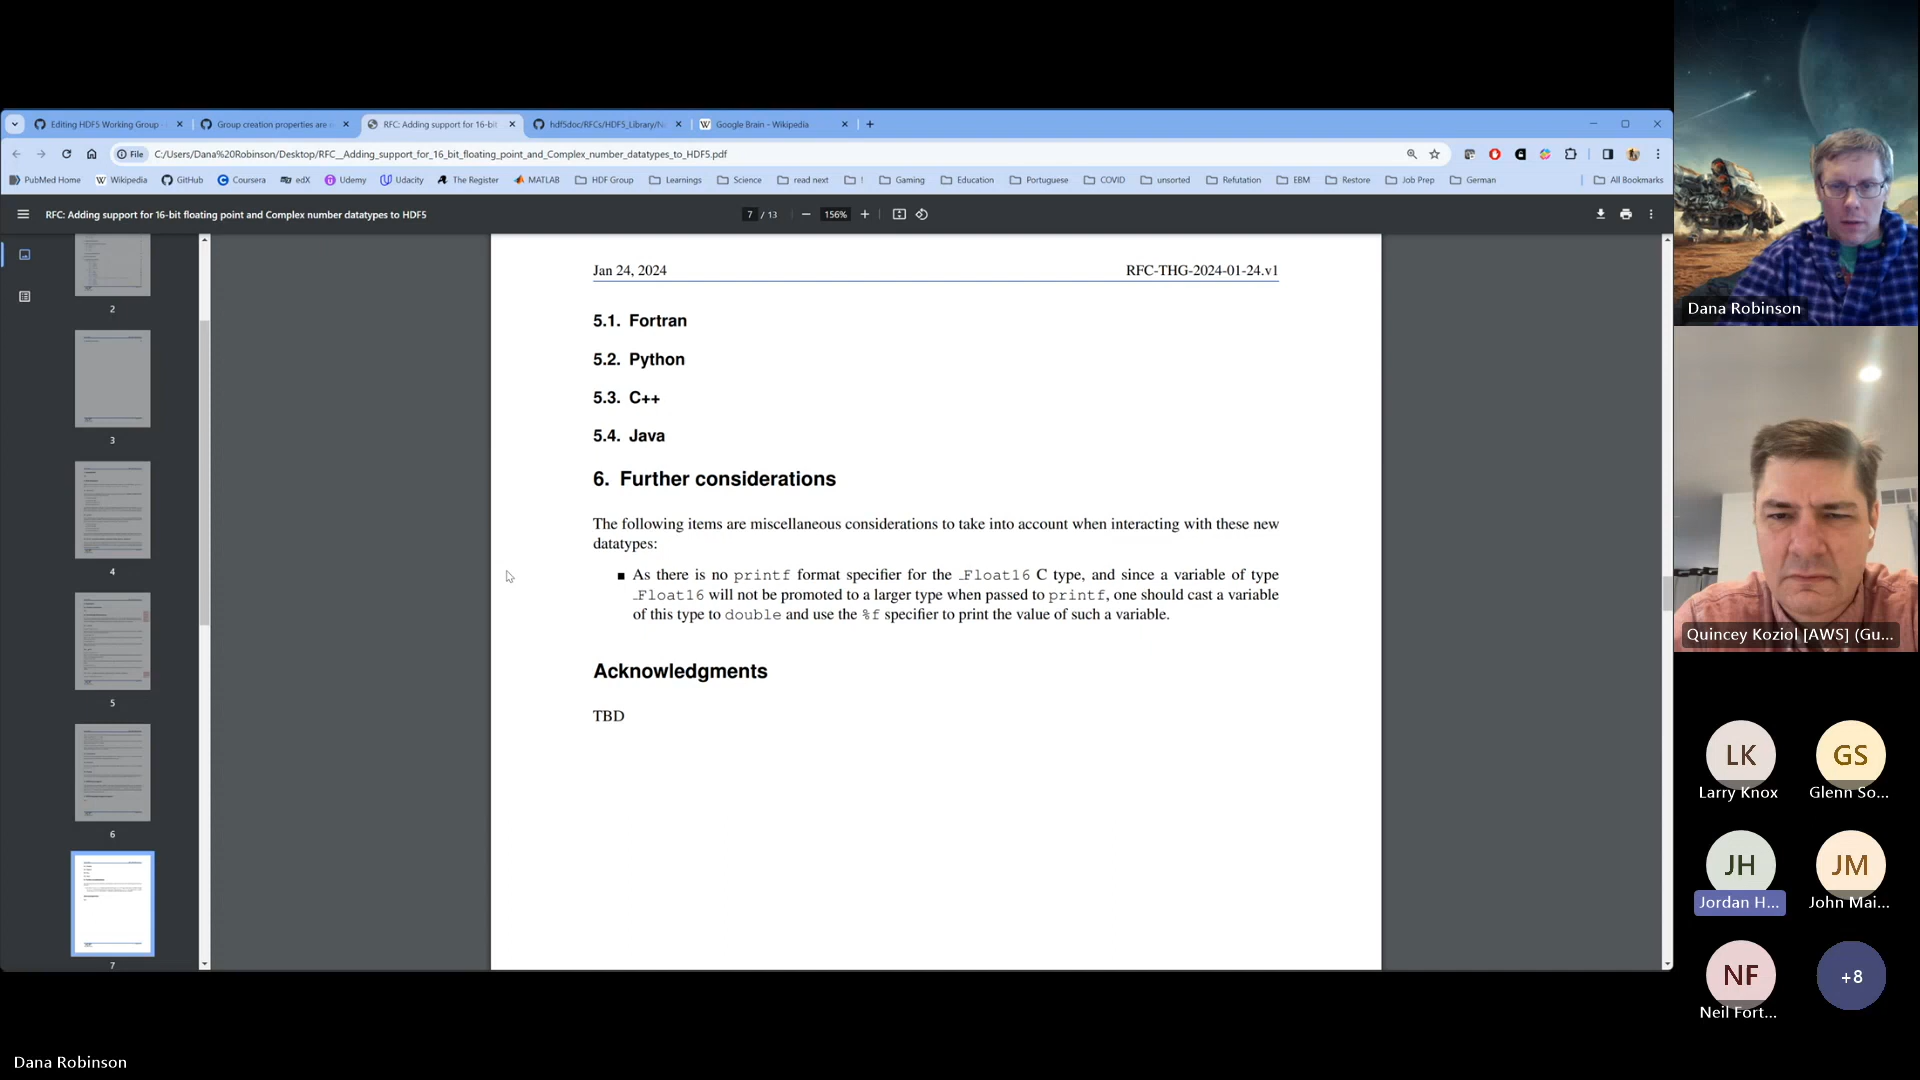 Editing HDF5 Working Group
Group creation properties are
RFC: Adding support for 16-bit
hdf5doc/RFCs/HDF5_Library/N
Google Brain - Wikipedia
File
C:/Users/Dana%20Robinson/Desktop/RFC__Adding_support_for_16_bit_floating_point_and_Complex_number_datatypes_to_HDF5.pdf
PubMed Home
Wikipedia
GitHub
Coursera
edX
Udemy
Udacity
The Register
MATLAB
HDF Group
Learnings
Science
read next
!
Gaming
Education
Portuguese
COVID
unsorted
Refutation
EBM
Restore
Job Prep
German
All Bookmarks
RFC: Adding support for 16-bit floating point and Complex number datatypes to HDF5
7 / 13
156%
2
3
4
5
6
7
Jan 24, 2024
RFC-THG-2024-01-24.v1
5.1. Fortran
5.2. Python
5.3. C++
5.4. Java
6. Further considerations
The following items are miscellaneous considerations to take into account when interacting with these new
datatypes:
■ As there is no printf format specifier for the _Float16 C type, and since a variable of type
_Float16 will not be promoted to a larger type when passed to printf, one should cast a variable
of this type to double and use the %f specifier to print the value of such a variable.
Acknowledgments
TBD
Dana Robinson
Quincey Koziol [AWS] (Gu...
LK
Larry Knox
GS
Glenn So...
JH
Jordan H...
JM
John Mai...
NF
Neil Fort...
+8
Dana Robinson